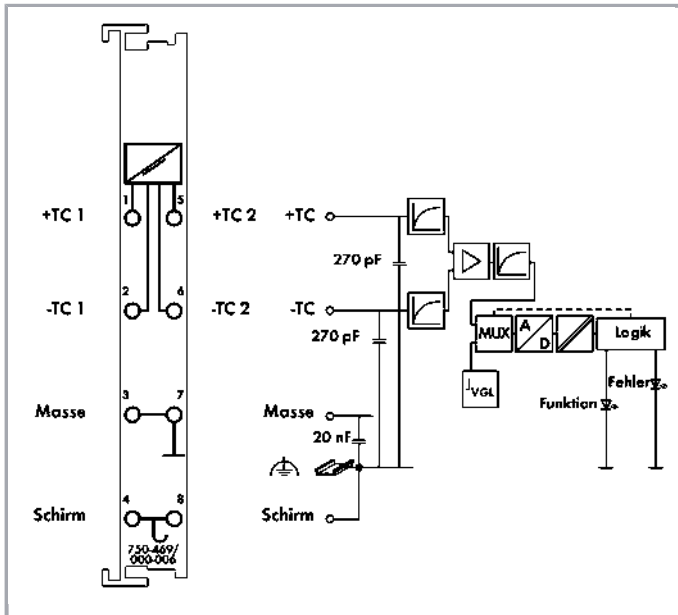 1 5
+TC 1 +TC 2 +TC
270 pF
2 6
-TC 1 -TC 2 -TC
270 pF
MUX A D Logik
VGL
Fehler
Funktion
3 7
Masse Masse
20 nF
4 8
Schirm Schirm
750-469/
000-006